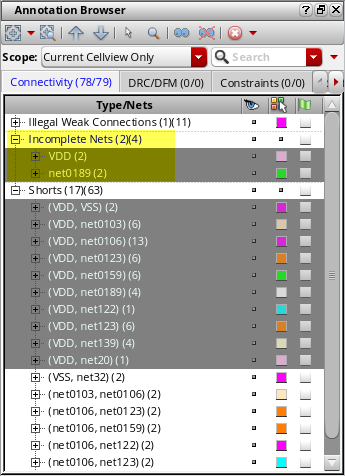 Annotation Browser
Scope: Current Cellview Only Search
Connectivity (78/79) DRC/DFM (0/0) Constraints (0/0)
Type/Nets
Illegal Weak Connections (1)(11)
Incomplete Nets (2)(4)
VDD (2)
net0189 (2)
Shorts (17)(63)
(VDD, VSS) (2)
(VDD, net0103) (6)
(VDD, net0106) (13)
(VDD, net0123) (6)
(VDD, net0159) (6)
(VDD, net0189) (4)
(VDD, net122) (1)
(VDD, net123) (6)
(VDD, net139) (4)
(VDD, net20) (1)
(VSS, net32) (2)
(net0103, net0106) (2)
(net0106, net0123) (2)
(net0106, net0159) (2)
(net0106, net122) (2)
(net0106, net123) (2)